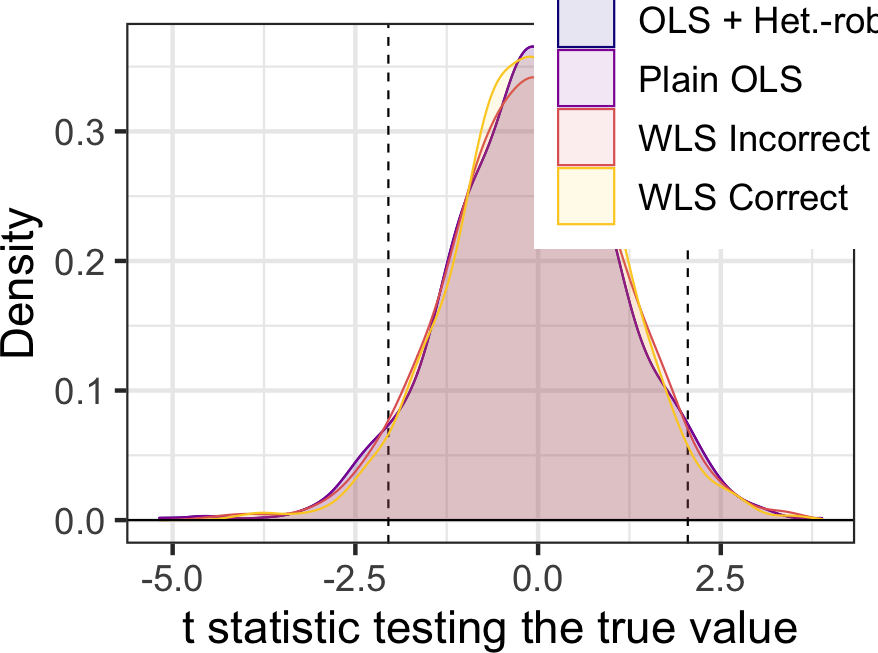 OLS + Het.-rob
Plain OLS
WLS Incorrect
WLS Correct
Density
0.3
0.2
0.1
0.0
-5.0 -2.5 0.0 2.5
t statistic testing the true value